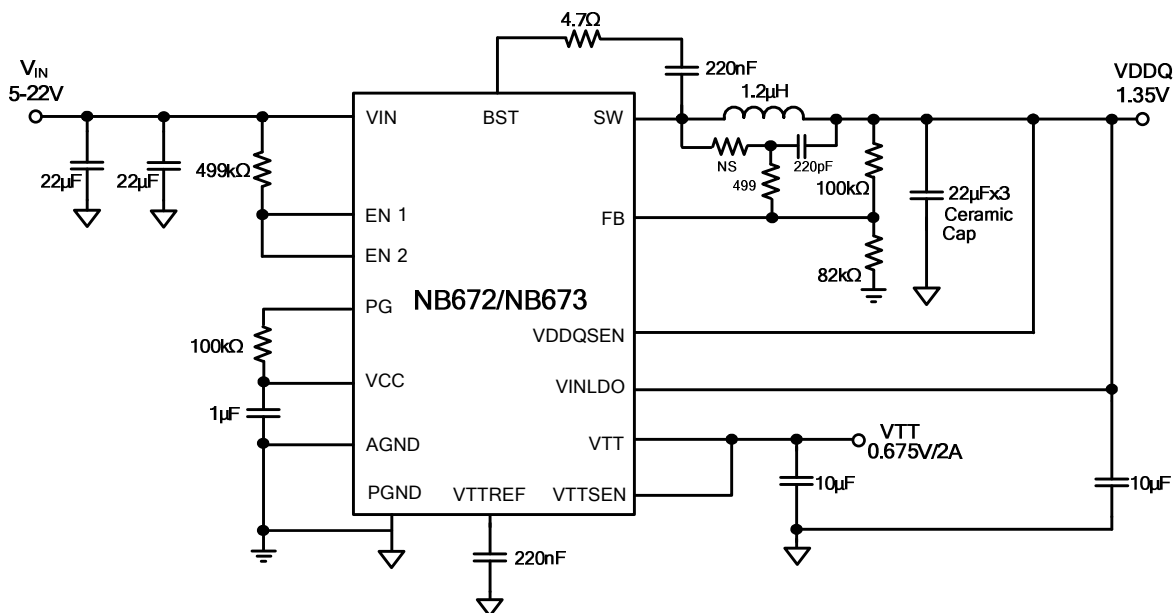 4.7Ω
VIN
5-22V
220nF
VDDQ
1.35V
1.2µH
VIN
BST
SW
NS
220pF
499kΩ
499
100kΩ
22µF
22µF
22µFx3
Ceramic
Cap
EN 1
FB
EN 2
82kΩ
NB672/NB673
PG
VDDQSEN
100kΩ
VCC
VINLDO
1µF
VTT
0.675V/2A
AGND
VTT
PGND
VTTREF
VTTSEN
10µF
10µF
220nF